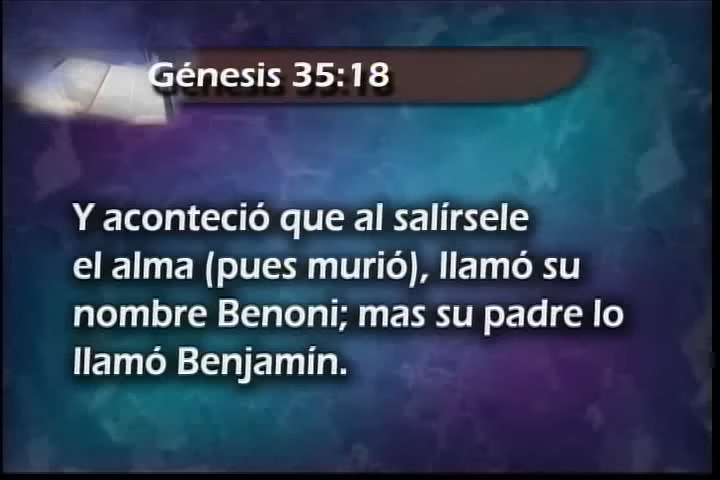 Génesis 35:18
Y aconteció que al salírsele
el alma (pues murió), llamó su
nombre Benoni; mas su padre lo
llamó Benjamín.